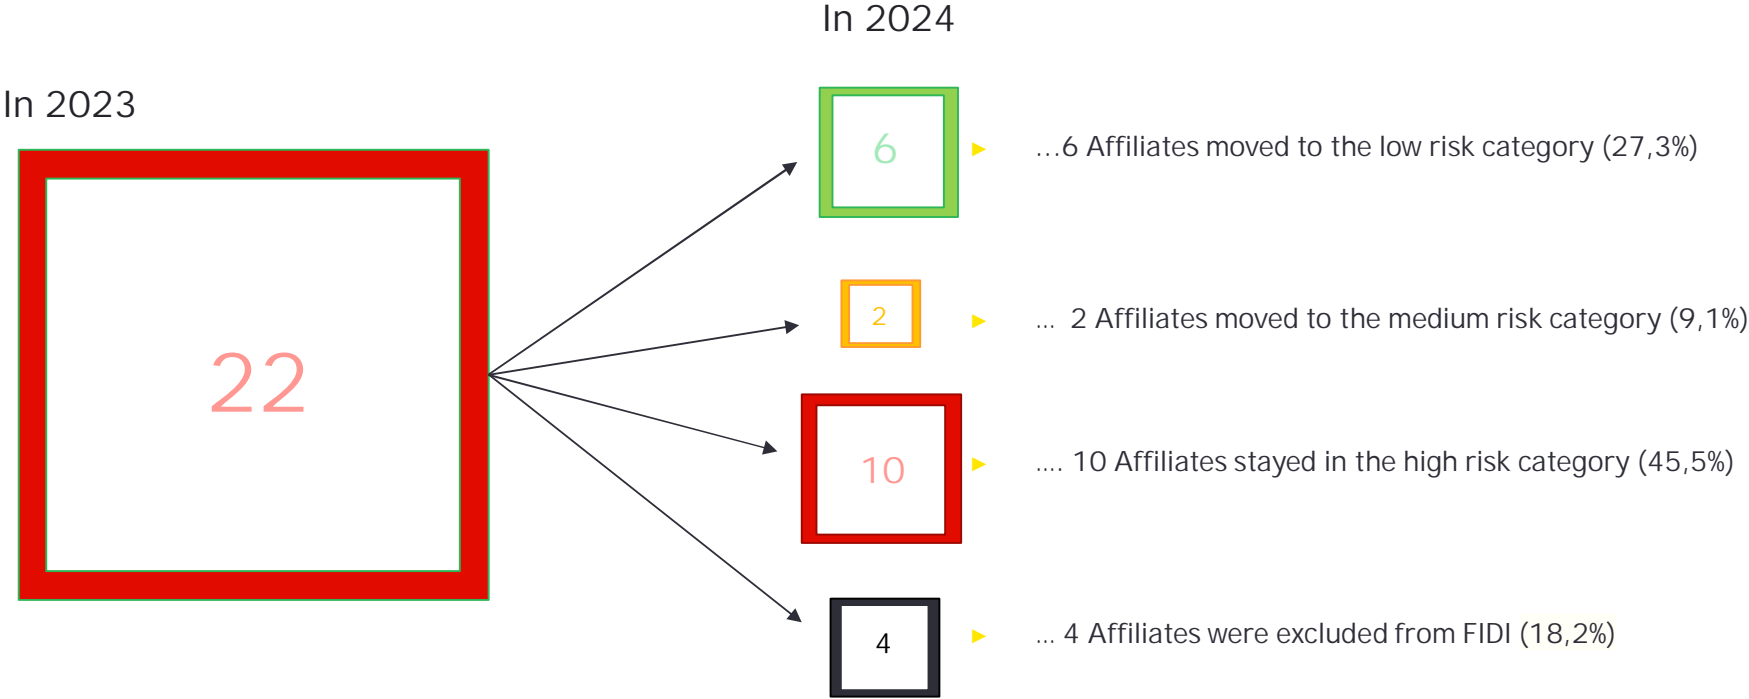 In 2024
In 2023
22
6
...6 Affiliates moved to the low risk category (27,3%)
2
... 2 Affiliates moved to the medium risk category (9,1%)
10
.... 10 Affiliates stayed in the high risk category (45,5%)
4
... 4 Affiliates were excluded from FIDI (18,2%)